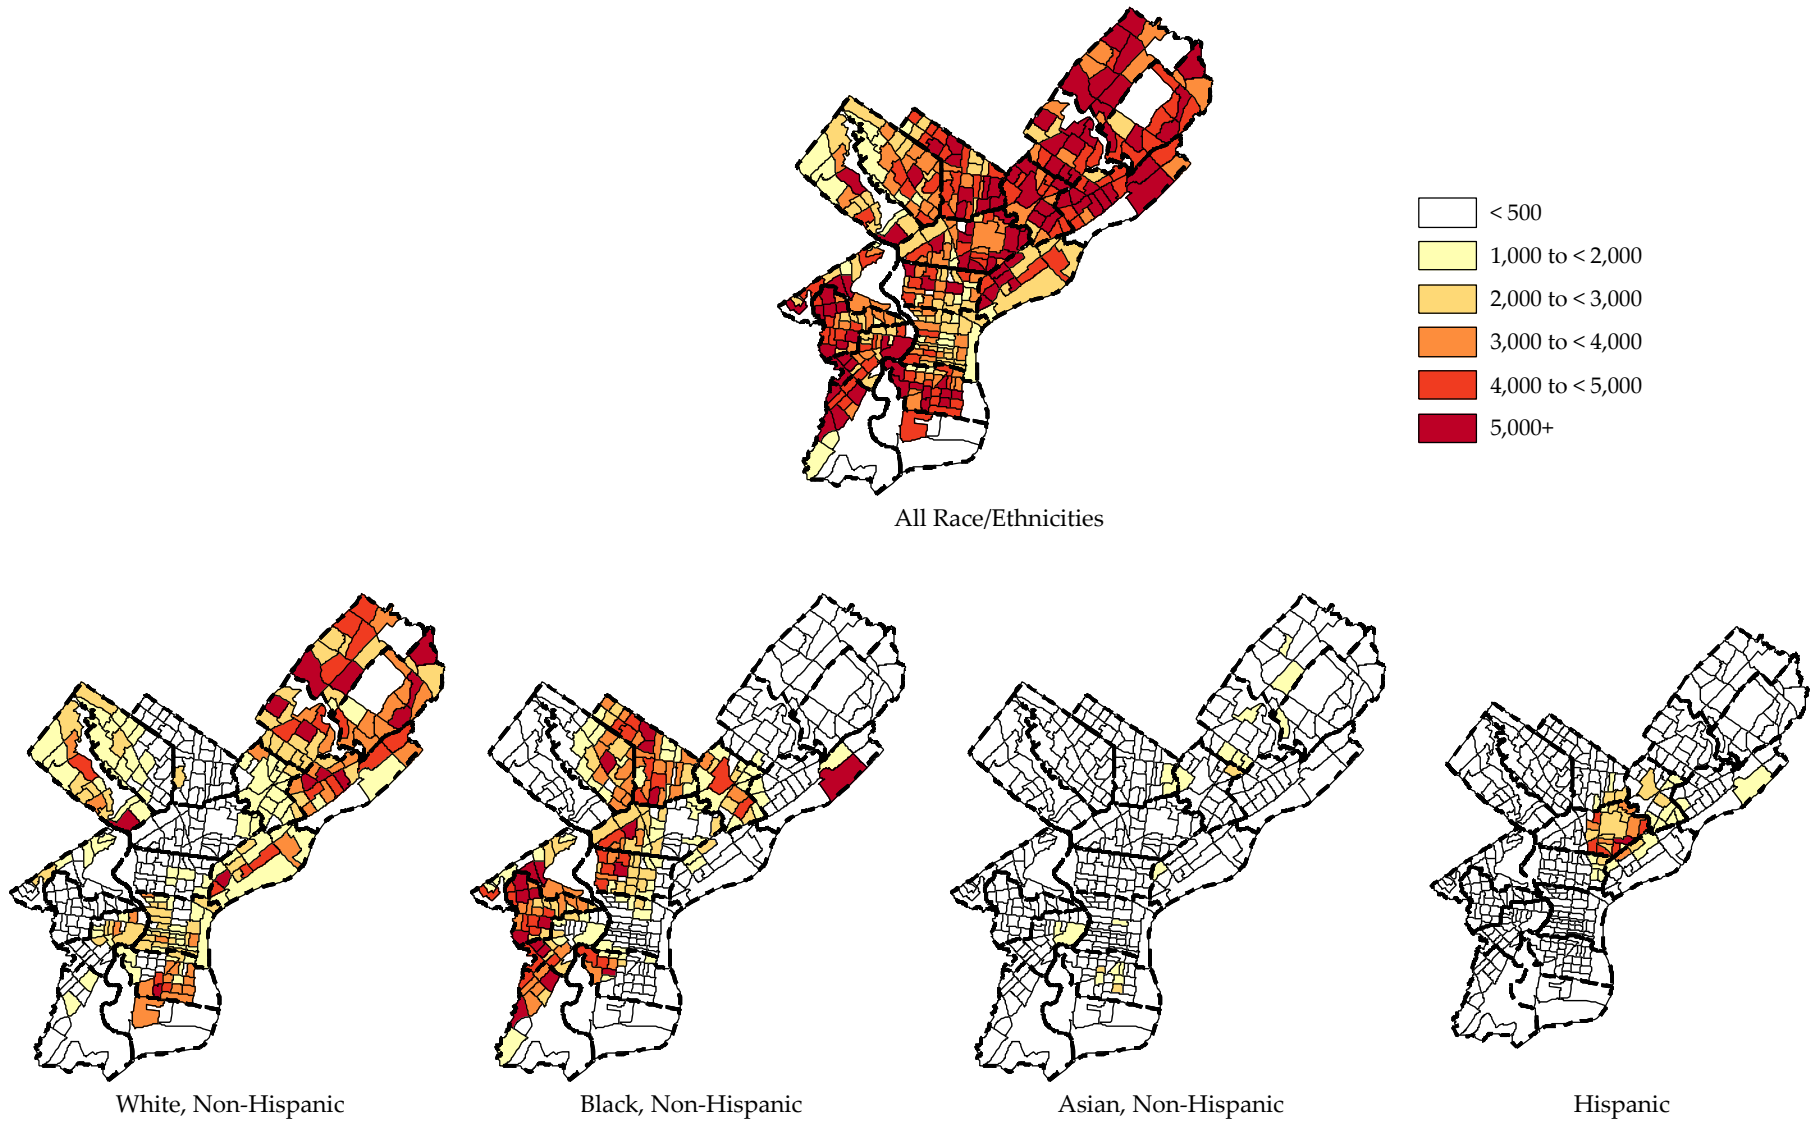 < 500
1,000 to < 2,000
2,000 to < 3,000
3,000 to < 4,000
4,000 to < 5,000
5,000+
All Race/Ethnicities
White, Non-Hispanic
Black, Non-Hispanic
Asian, Non-Hispanic
Hispanic